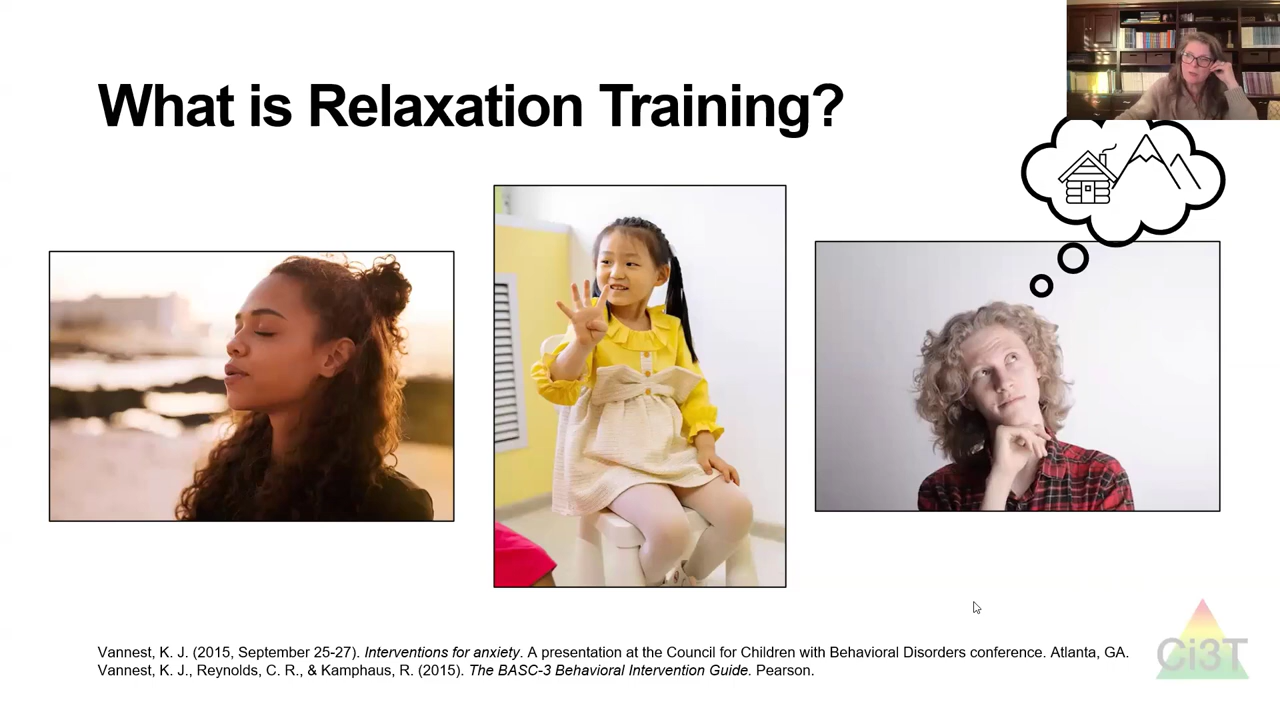 What is Relaxation Training?
Vannest, K. J. (2015, September 25-27). Interventions for anxiety. A presentation at the Council for Children with Behavioral Disorders conference. Atlanta, GA.
Vannest, K. J., Reynolds, C. R., & Kamphaus, R. (2015). The BASC-3 Behavioral Intervention Guide. Pearson.
Ci3T